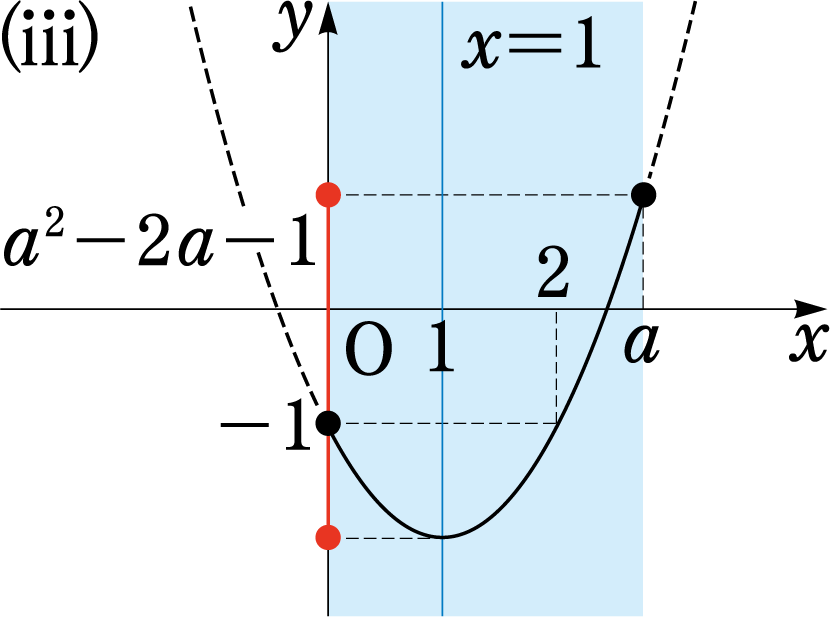 (iii)
y
x=1
a² − 2a − 1
2
O
1
a
x
−1